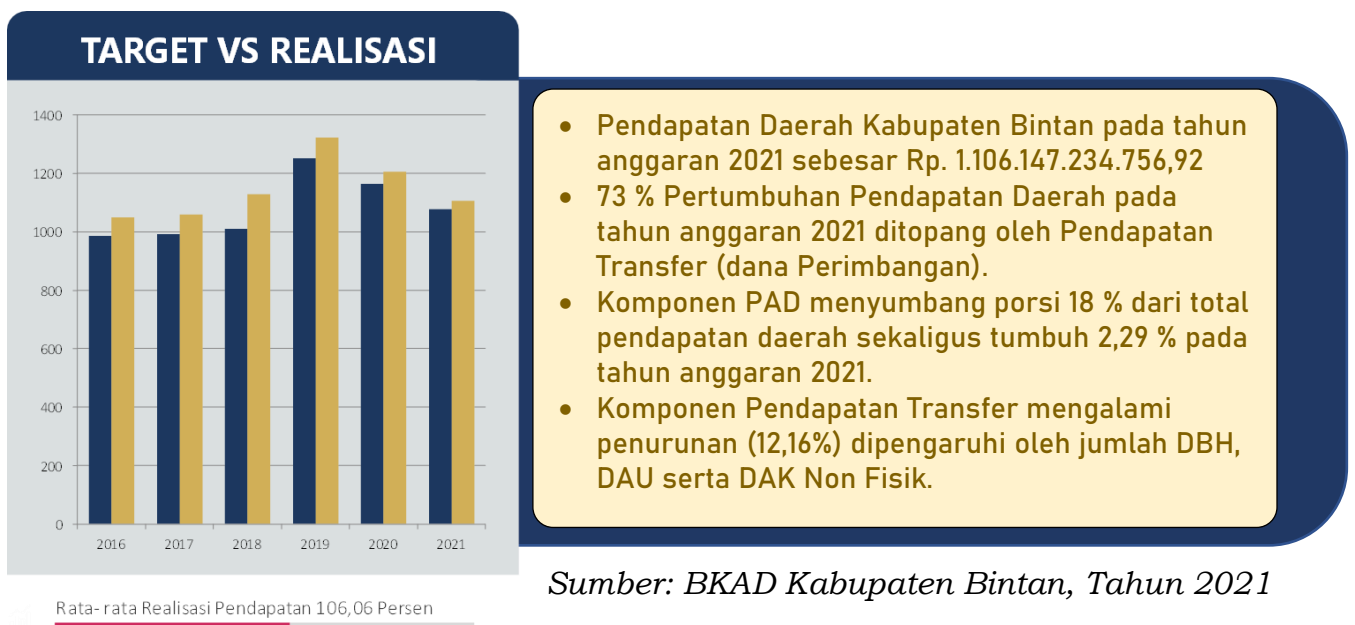 TARGET VS REALISASI
1400
1200
1000
800
600
400
200
0
2016 2017 2018 2019 2020 2021
Rata- rata Realisasi Pendapatan 106,06 Persen
• Pendapatan Daerah Kabupaten Bintan pada tahun
anggaran 2021 sebesar Rp. 1.106.147.234.756,92
• 73 % Pertumbuhan Pendapatan Daerah pada
tahun anggaran 2021 ditopang oleh Pendapatan
Transfer (dana Perimbangan).
• Komponen PAD menyumbang porsi 18 % dari total
pendapatan daerah sekaligus tumbuh 2,29 % pada
tahun anggaran 2021.
• Komponen Pendapatan Transfer mengalami
penurunan (12,16%) dipengaruhi oleh jumlah DBH,
DAU serta DAK Non Fisik.
Sumber: BKAD Kabupaten Bintan, Tahun 2021